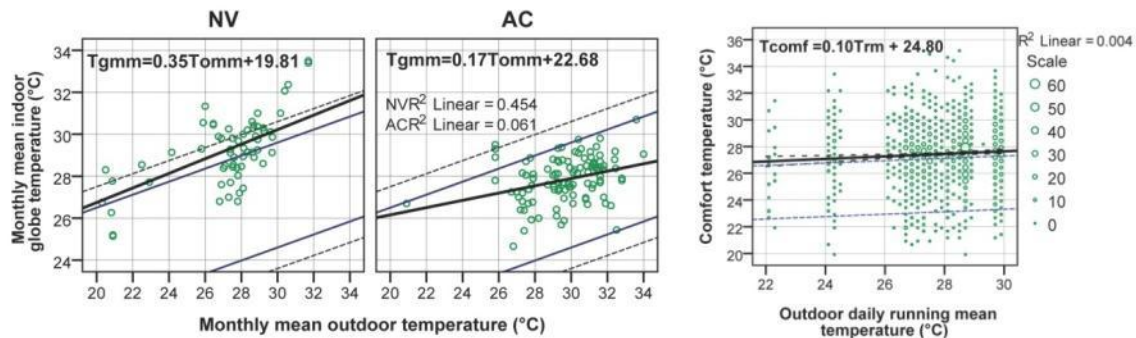 NV
AC
Monthly mean indoor
globe temperature (°C)
34
32
30
28
26
24
Tgmm=0.35Tomm+19.81
Tgmm=0.17Tomm+22.68
NVR² Linear = 0.454
ACR² Linear = 0.061
20 22 24 26 28 30 32 34
20 22 24 26 28 30 32 34
Monthly mean outdoor temperature (°C)
Comfort temperature (°C)
36
34
32
30
28
26
24
22
20
Tcomf =0.10Trm + 24.80
R² Linear = 0.004
Scale
60
50
40
30
20
10
0
22 24 26 28 30
Outdoor daily running mean
temperature (°C)